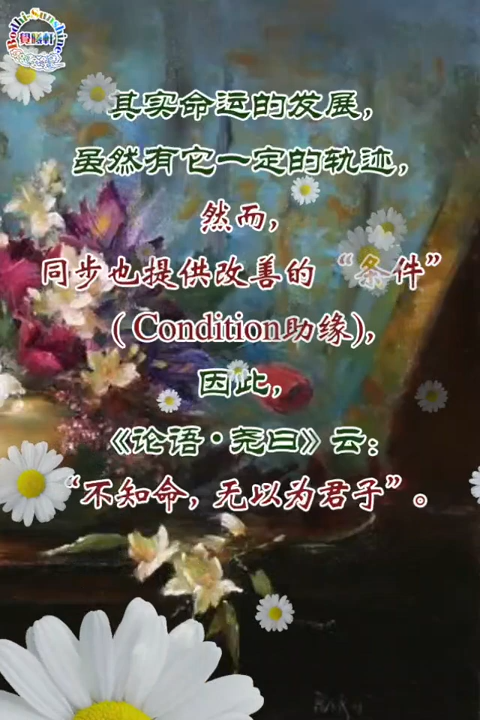 Bodhi Sunshine
其实命运的发展，
虽然有它一定的轨迹，
然而，
同步也提供改善的“条件”
（Condition助缘），
因此，
《论语·尧曰》云：
“不知命，无以为君子”。